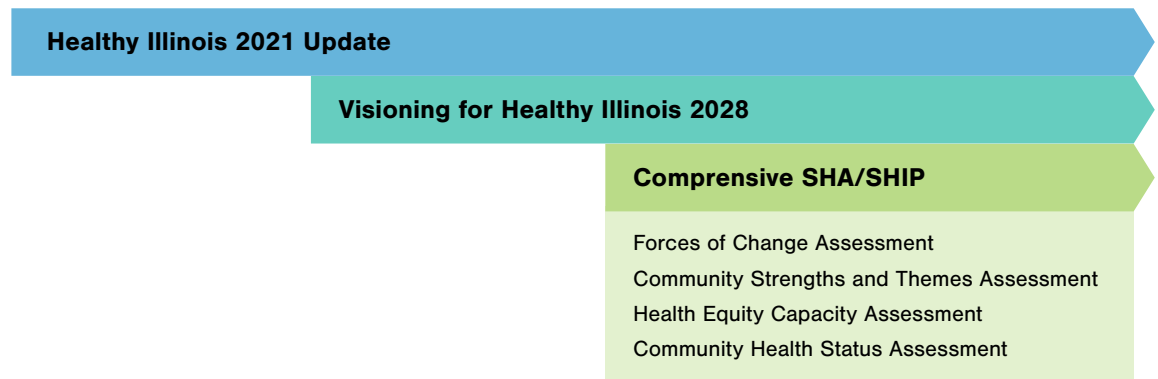 Healthy Illinois 2021 Update
Visioning for Healthy Illinois 2028
Comprensive SHA/SHIP
Forces of Change Assessment
Community Strengths and Themes Assessment
Health Equity Capacity Assessment
Community Health Status Assessment